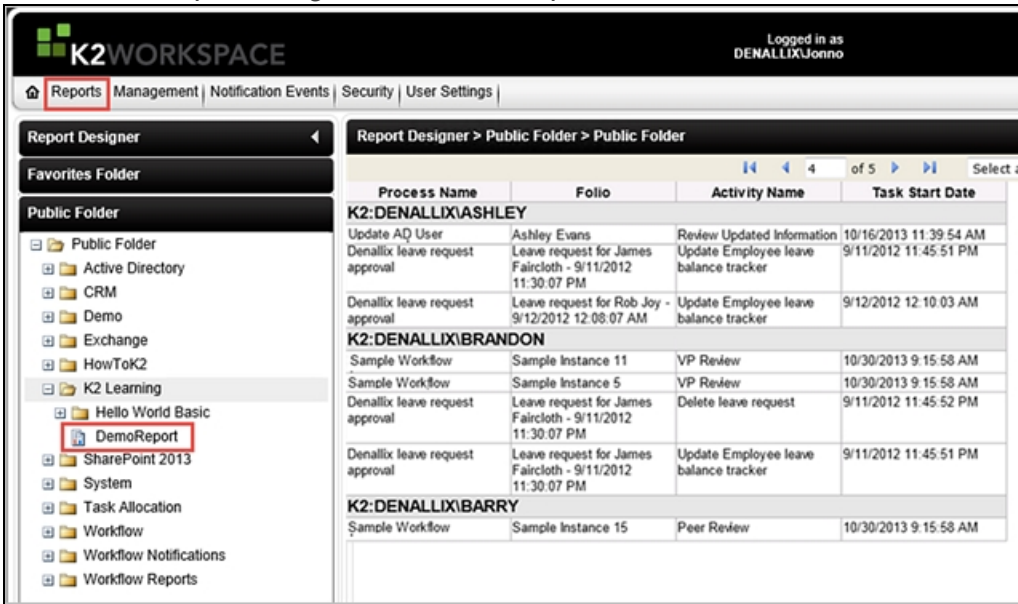 K2WORKSPACE
Logged in as
DENALLIX\Jonno
Reports Management Notification Events Security User Settings
Report Designer
Favorites Folder
Public Folder
Public Folder
Active Directory
CRM
Demo
Exchange
HowToK2
K2 Learning
Hello World Basic
DemoReport
SharePoint 2013
System
Task Allocation
Workflow
Workflow Notifications
Workflow Reports
Report Designer > Public Folder > Public Folder
4 of 5 Select
Process Name Folio Activity Name Task Start Date
K2:DENALLIX\ASHLEY
Update AD User Ashley Evans Review Updated Information 10/16/2013 11:39:54 AM
Denallix leave request Leave request for James Update Employee leave 9/11/2012 11:45:51 PM
approval Faircloth - 9/11/2012 balance tracker
11:30:07 PM
Denallix leave request Leave request for Rob Joy - Update Employee leave 9/12/2012 12:10:03 AM
approval 9/12/2012 12:08:07 AM balance tracker
K2:DENALLIX\BRANDON
Sample Workflow Sample Instance 11 VP Review 10/30/2013 9:15:58 AM
Sample Workflow Sample Instance 5 VP Review 10/30/2013 9:15:58 AM
Denallix leave request Leave request for James Delete leave request 9/11/2012 11:45:52 PM
approval Faircloth - 9/11/2012
11:30:07 PM
Denallix leave request Leave request for James Update Employee leave 9/11/2012 11:45:51 PM
approval Faircloth - 9/11/2012 balance tracker
11:30:07 PM
K2:DENALLIX\BARRY
Sample Workflow Sample Instance 15 Peer Review 10/30/2013 9:15:58 AM